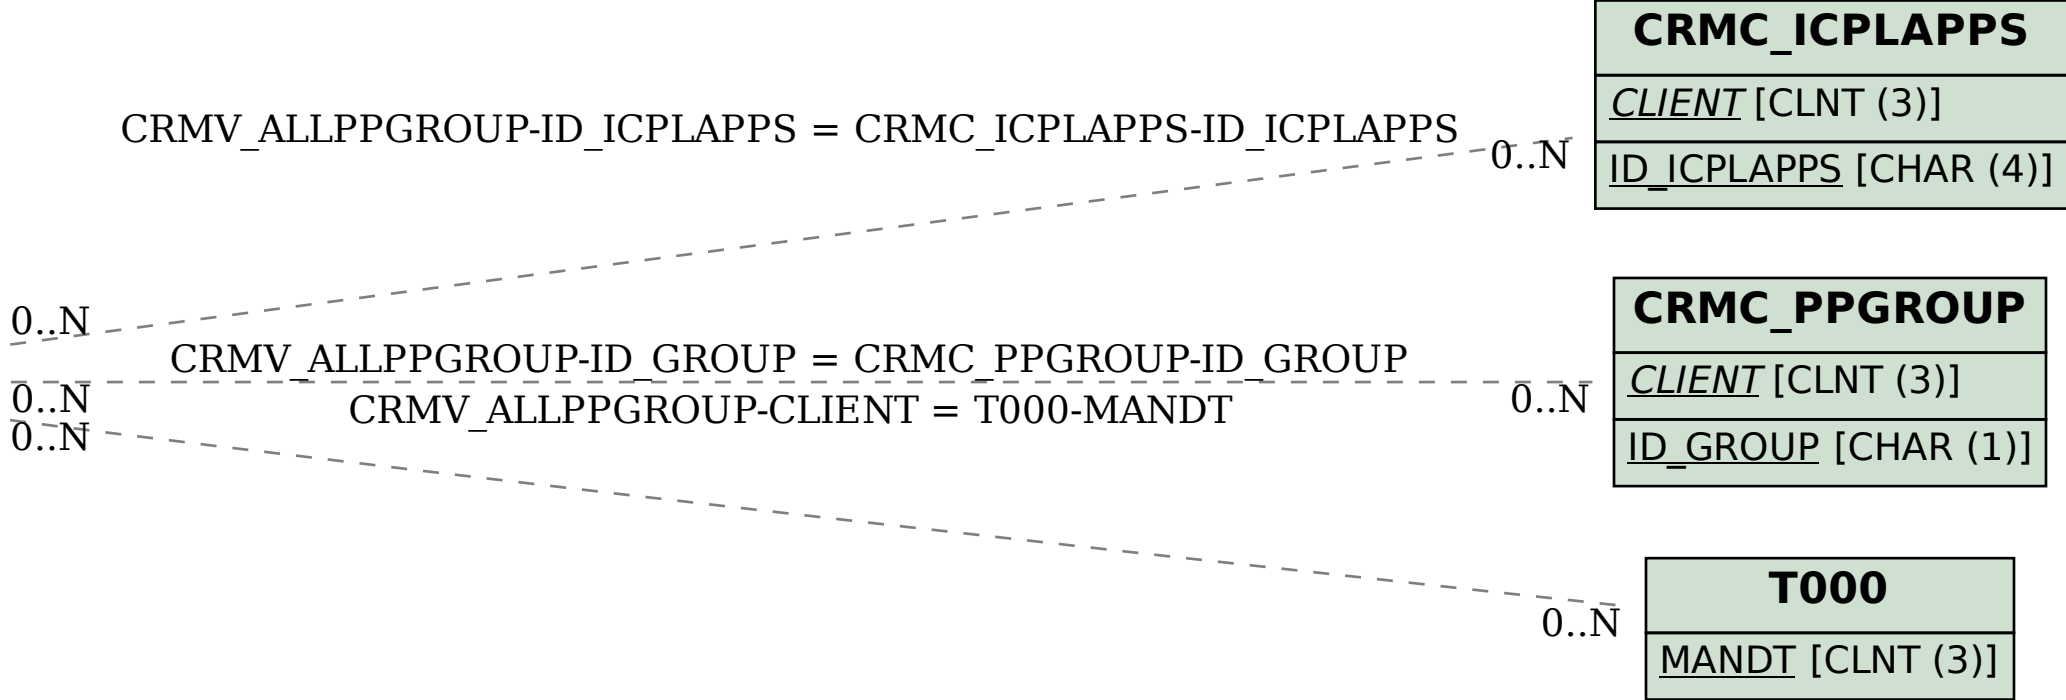 CRMC_ICPLAPPS
CLIENT [CLNT (3)]
ID_ICPLAPPS [CHAR (4)]
CRMV_ALLPPGROUP-ID_ICPLAPPS = CRMC_ICPLAPPS-ID_ICPLAPPS
0..N
0..N
CRMC_PPGROUP
CLIENT [CLNT (3)]
ID_GROUP [CHAR (1)]
CRMV_ALLPPGROUP-ID_GROUP = CRMC_PPGROUP-ID_GROUP
0..N
0..N
CRMV_ALLPPGROUP-CLIENT = T000-MANDT
0..N
0..N
T000
MANDT [CLNT (3)]